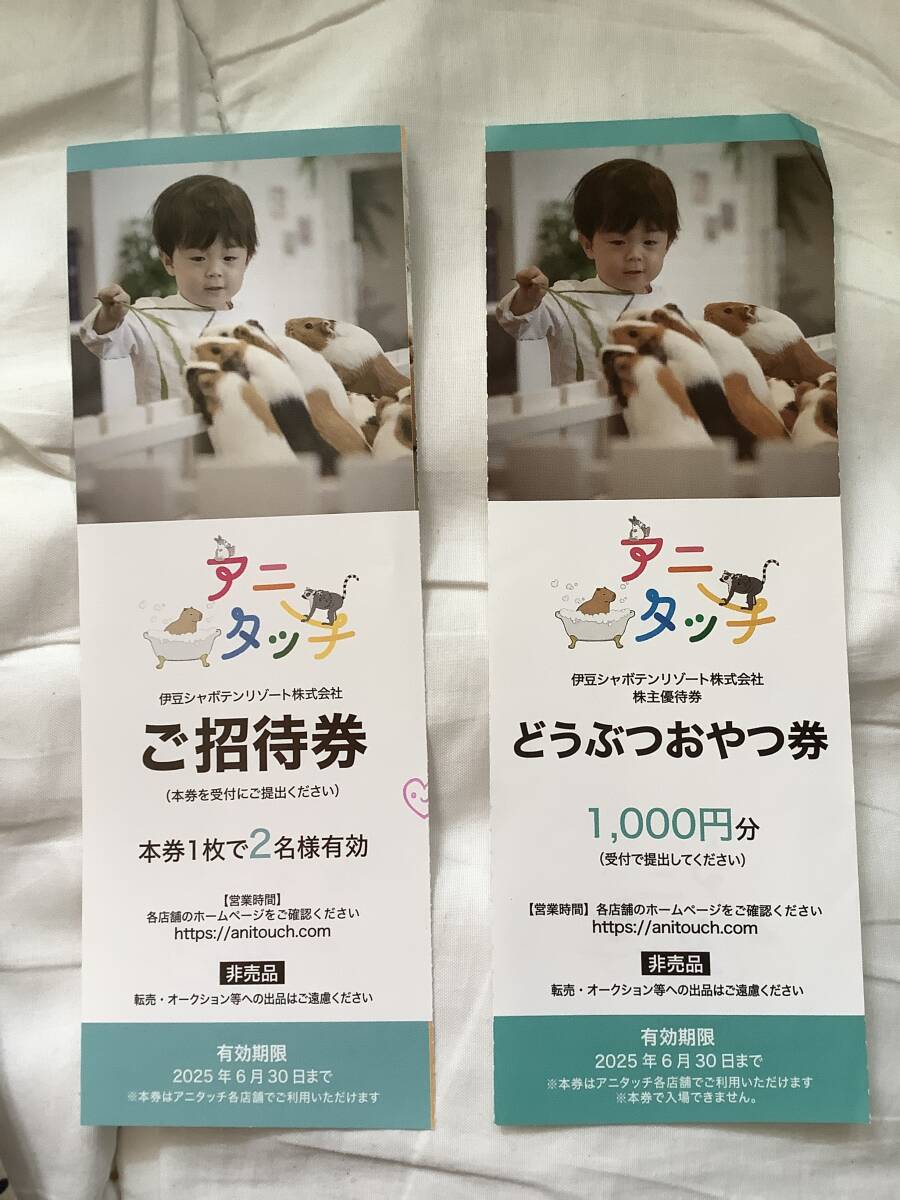 アニ
タッチ
伊豆シャボテンリゾート株式会社
ご招待券
(本券を受付にご提出ください)
本券1枚で2名様有効
【営業時間】
各店舗のホームページをご確認ください
https://anitouch.com
非売品
転売・オークション等への出品はご遠慮ください
有効期限
2025年6月30日まで
※本券はアニタッチ各店舗でご利用いただけます
アニ
タッチ
伊豆シャボテンリゾート株式会社
株主優待券
どうぶつおやつ券
1,000円分
(受付で提出してください)
【営業時間】各店舗のホームページをご確認ください
https://anitouch.com
非売品
転売・オークション等への出品はご遠慮ください
有効期限
2025年6月30日まで
※本券はアニタッチ各店舗でご利用いただけます
※本券で入場できません。